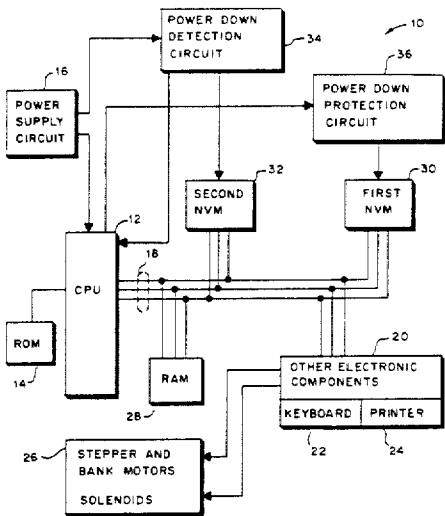 POWER DOWN
DETECTION
CIRCUIT
34
10
16
36
POWER
SUPPLY
CIRCUIT
POWER DOWN
PROTECTION
CIRCUIT
32
30
SECOND
NVM
FIRST
NVM
12
18
CPU
ROM
14
RAM
28
20
OTHER ELECTRONIC
COMPONENTS
KEYBOARD
PRINTER
22
24
26
STEPPER AND
BANK MOTORS
SOLENOIDS